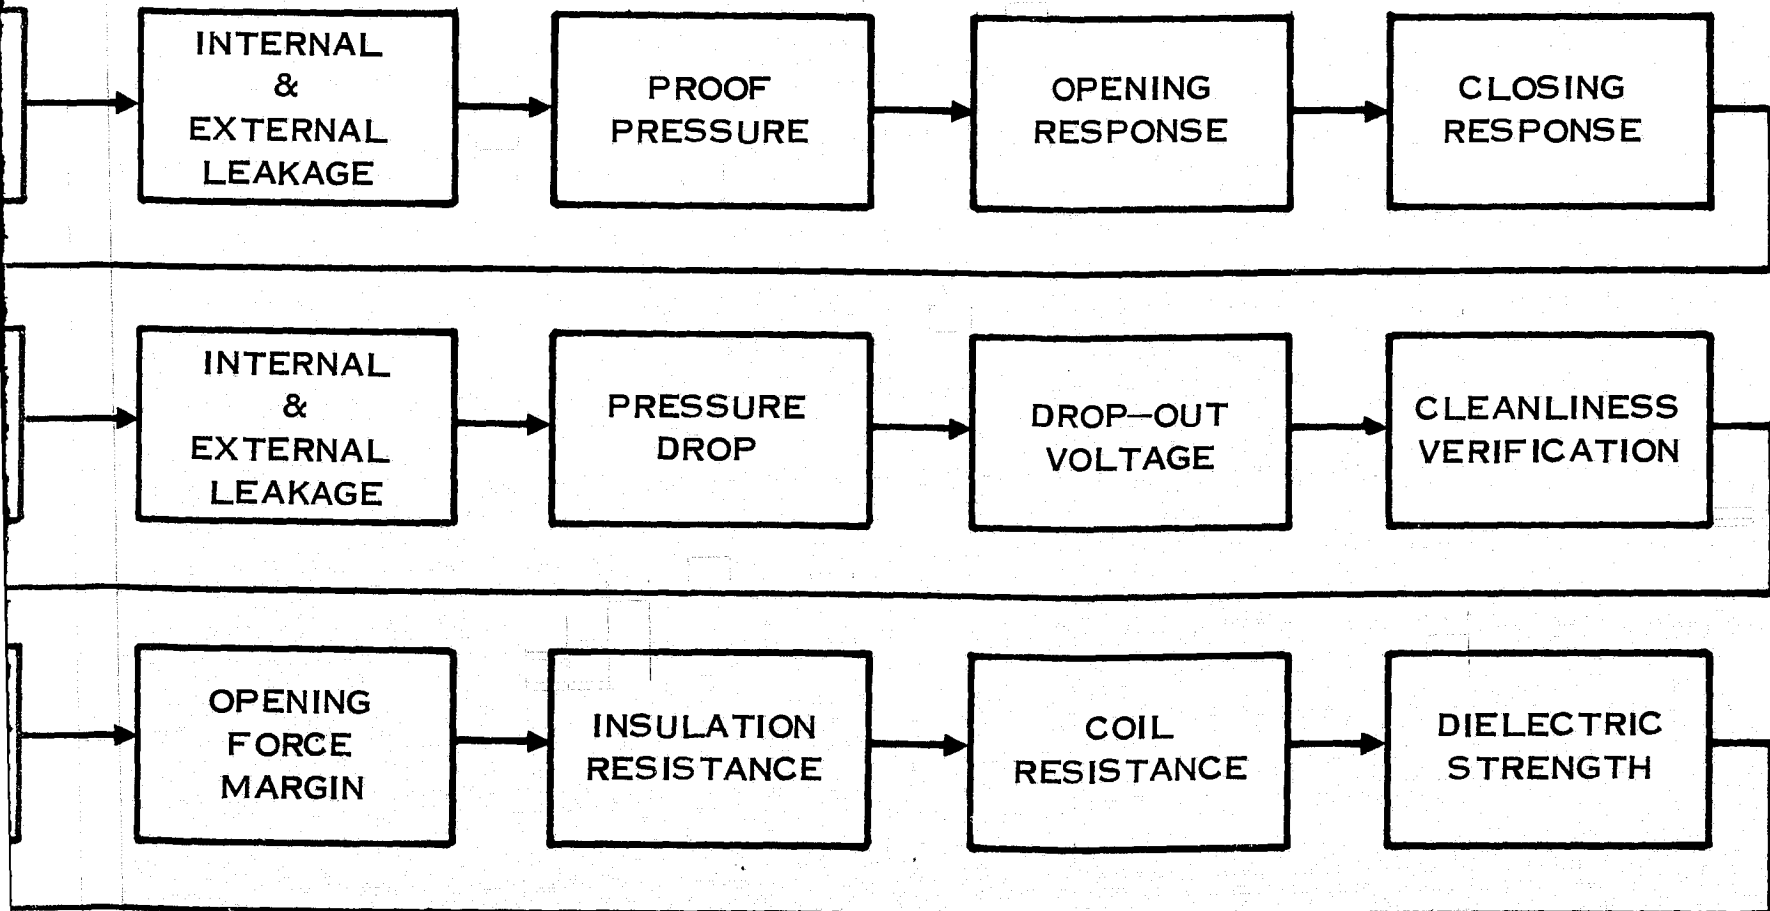 INTERNAL
&
EXTERNAL
LEAKAGE
PROOF
PRESSURE
OPENING
RESPONSE
CLOSING
RESPONSE
INTERNAL
&
EXTERNAL
LEAKAGE
PRESSURE
DROP
DROP—OUT
VOLTAGE
CLEANLINESS
VERIFICATION
OPENING
FORCE
MARGIN
INSULATION
RESISTANCE
COIL
RESISTANCE
DIELECTRIC
STRENGTH